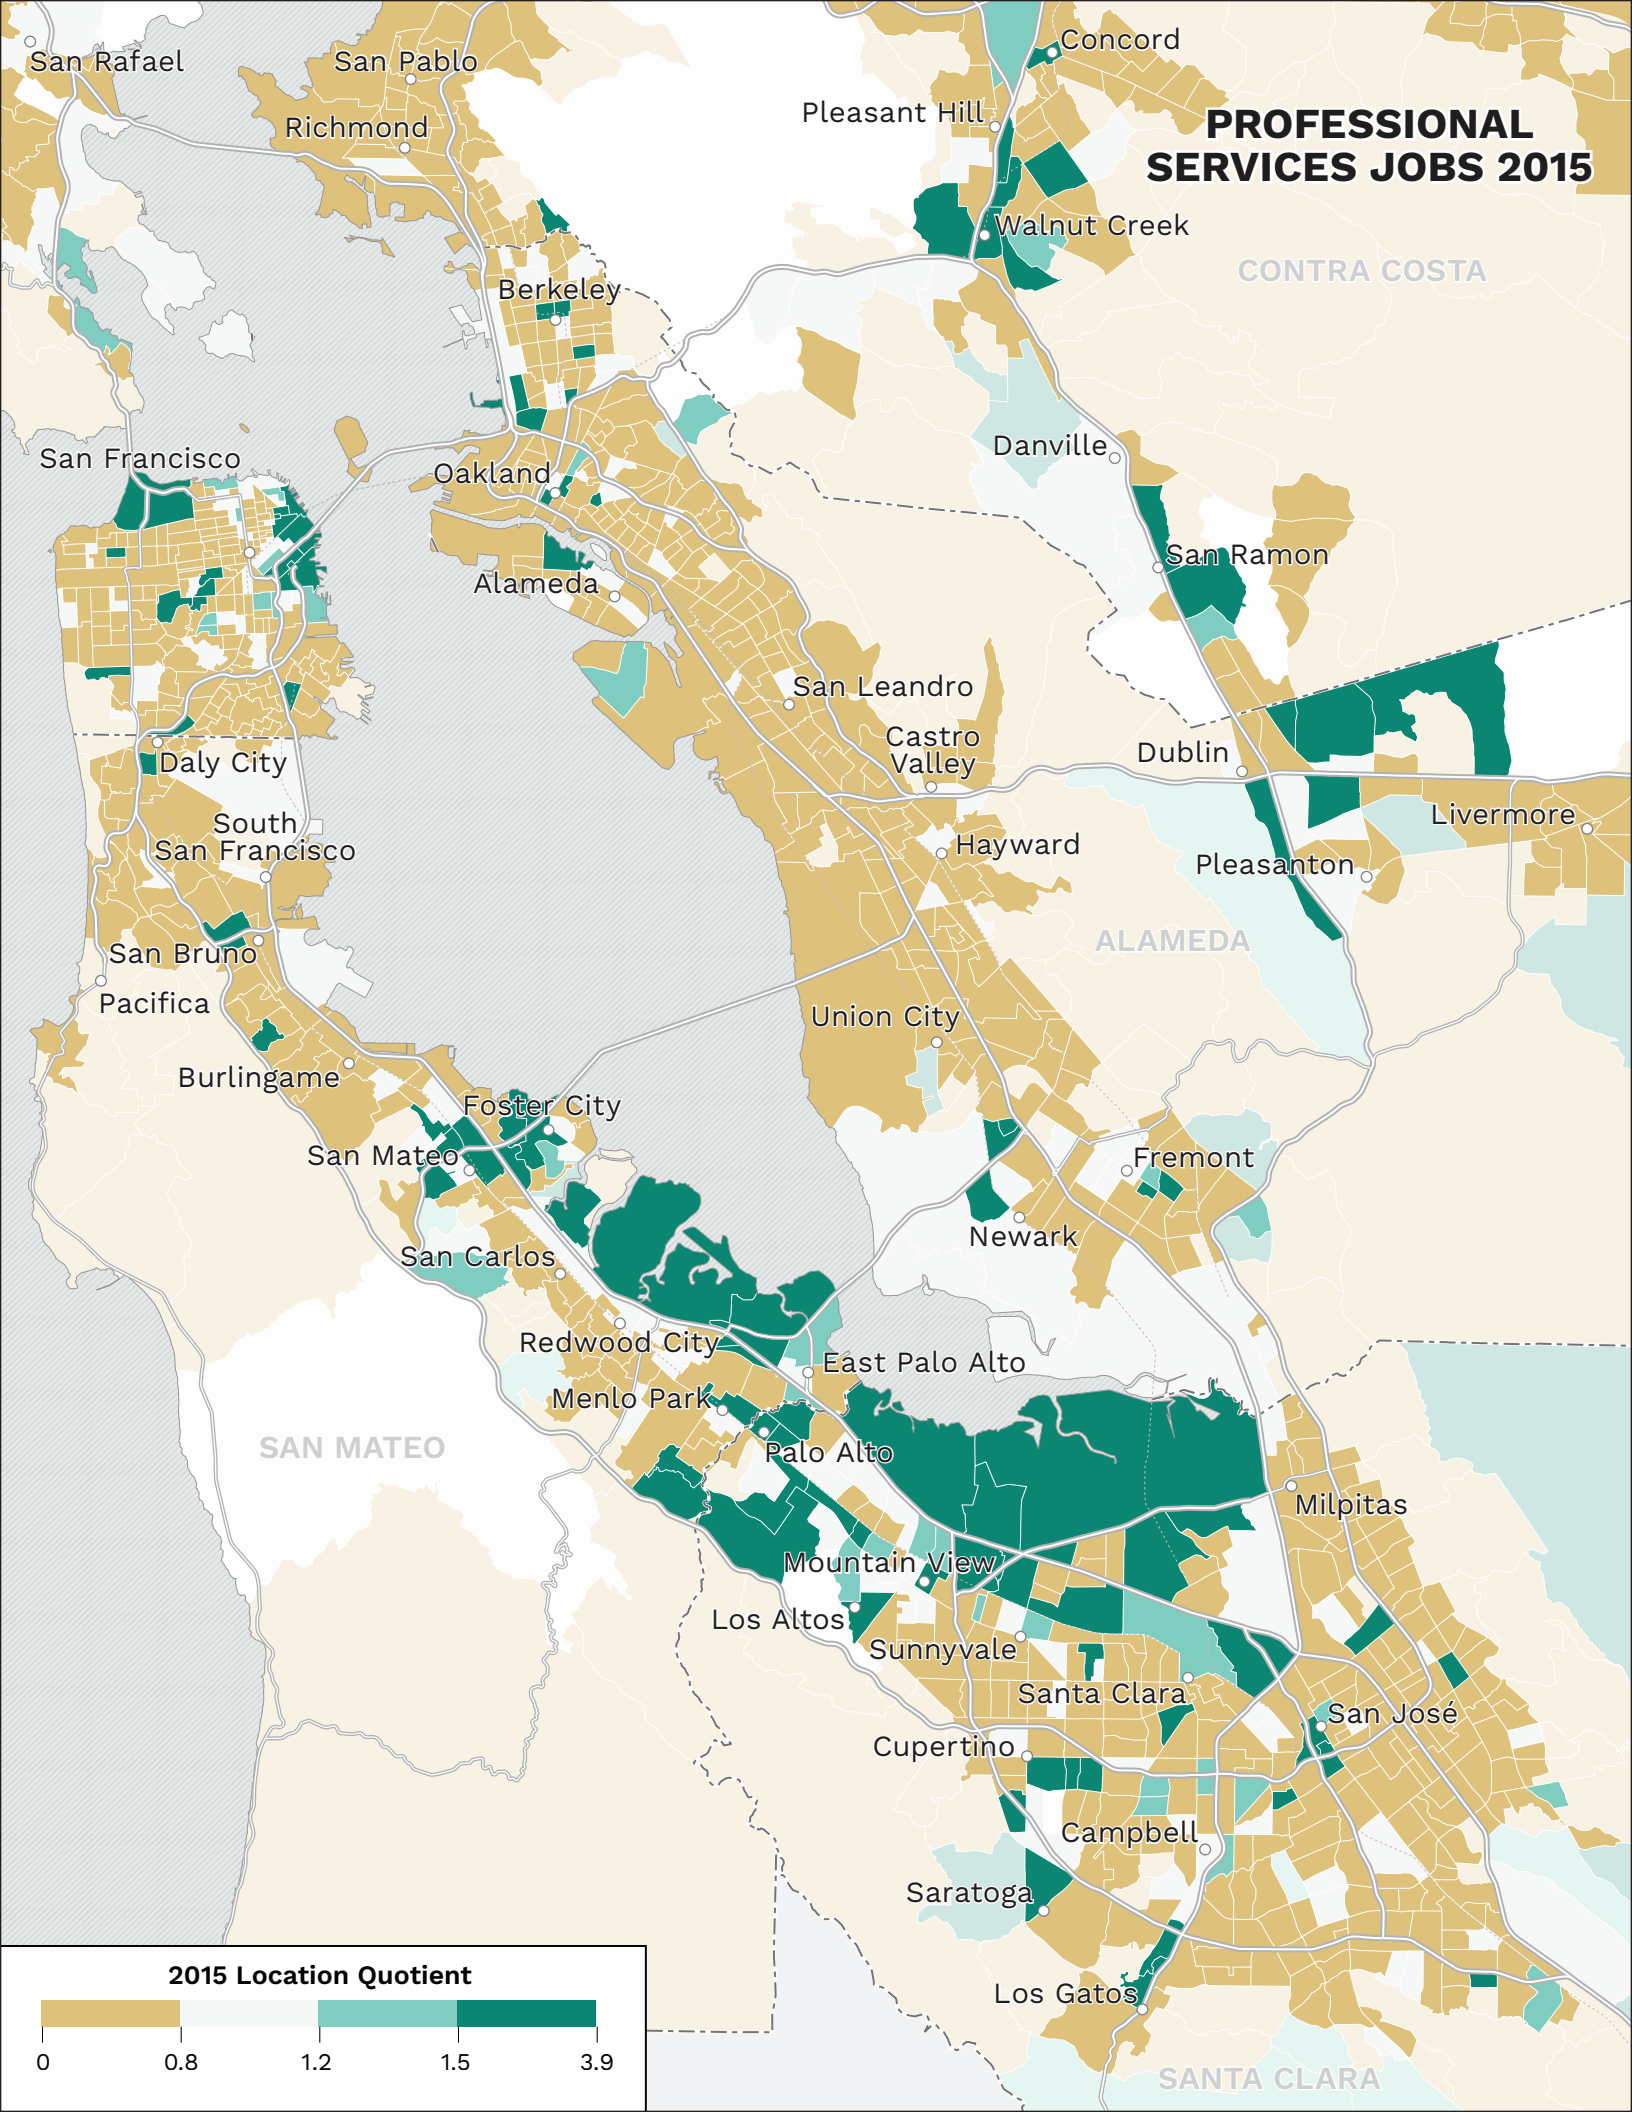 San Rafael
San Pablo
Concord
Richmond
Pleasant Hill
PROFESSIONAL
SERVICES JOBS 2015
Walnut Creek
CONTRA COSTA
Berkeley
San Francisco
Oakland
Danville
Alameda
San Ramon
San Leandro
Castro
Valley
Dublin
Daly City
South
San Francisco
Hayward
Livermore
Pleasanton
San Bruno
ALAMEDA
Pacifica
Union City
Burlingame
Foster City
San Mateo
Fremont
Newark
San Carlos
Redwood City
East Palo Alto
Menlo Park
SAN MATEO
Palo Alto
Milpitas
Mountain View
Los Altos
Sunnyvale
Santa Clara
San José
Cupertino
Campbell
Saratoga
Los Gatos
SANTA CLARA
2015 Location Quotient
0 0.8 1.2 1.5 3.9